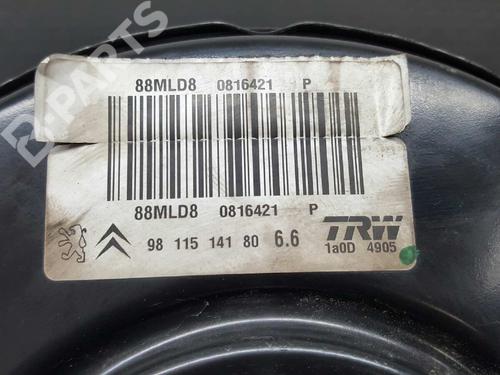 D-PARTS
88MLD8 0816421 P
88MLD8 0816421 P
98 115 141 80 6.6
TRW
1a0D 4905